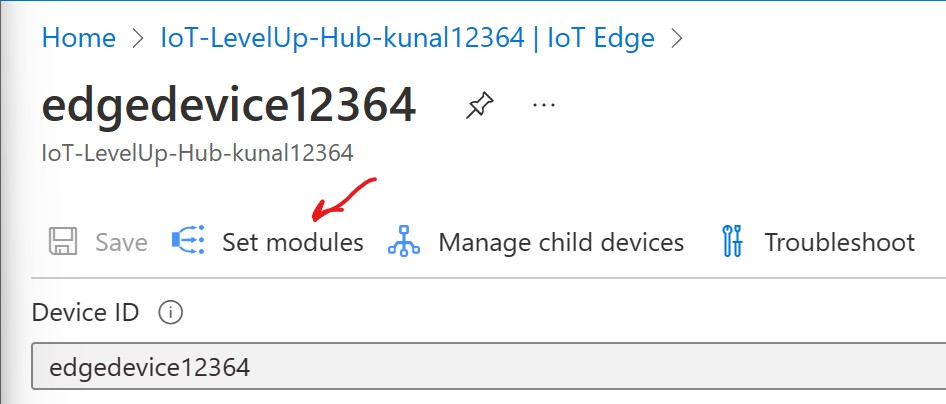 Home > IoT-LevelUp-Hub-kunal12364 | IoT Edge >
edgedevice12364 ...
IoT-LevelUp-Hub-kunal12364
Save Set modules Manage child devices Troubleshoot
Device ID
edgedevice12364